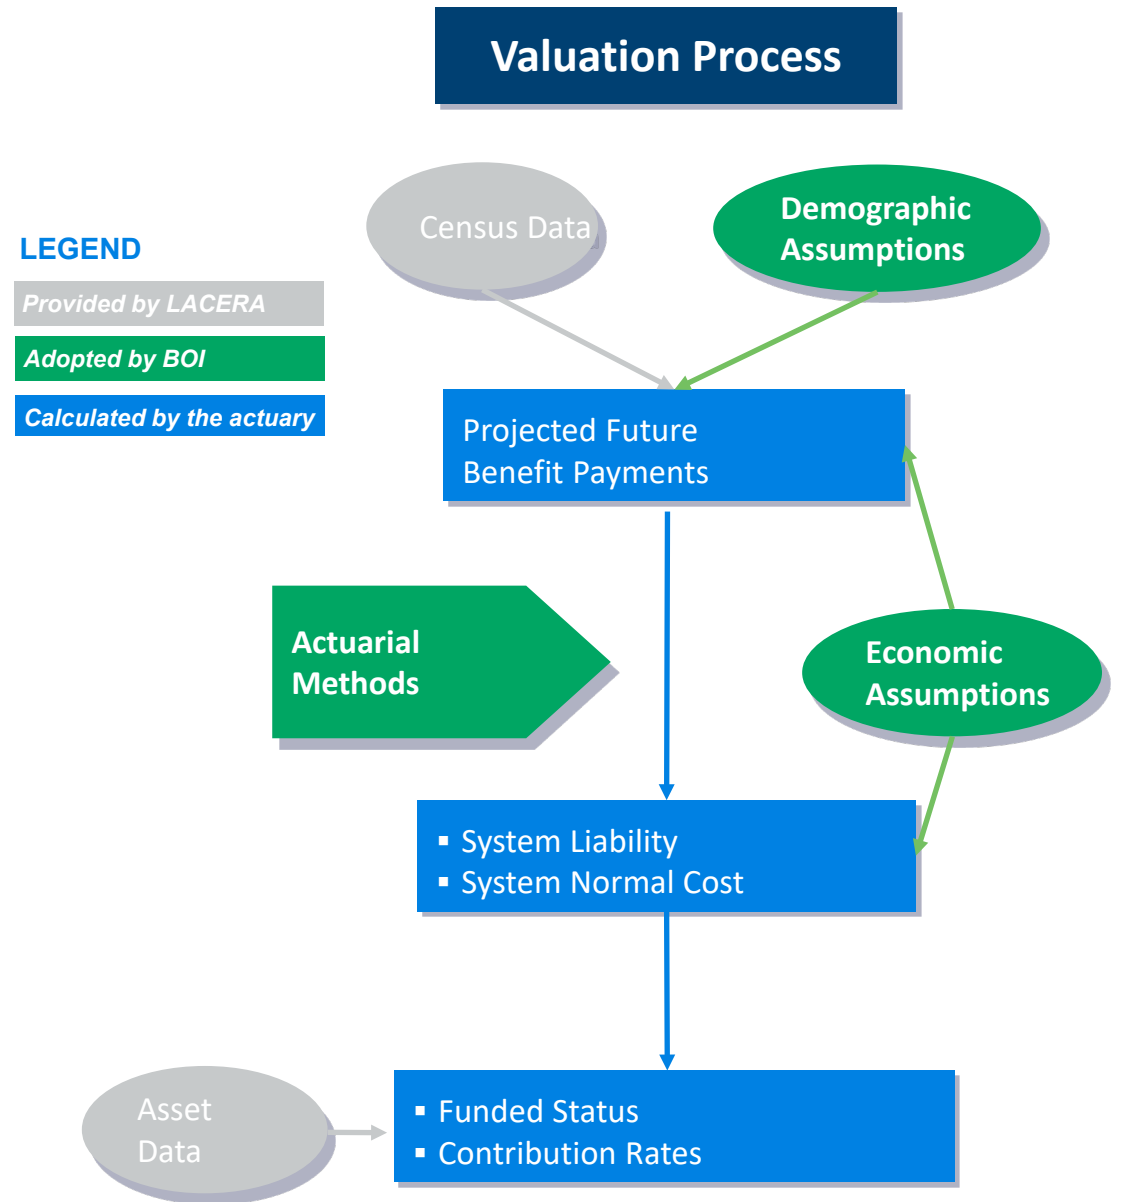 Valuation Process
Census Data
Demographic
Assumptions
LEGEND
Provided by LACERA
Adopted by BOI
Calculated by the actuary
Projected Future
Benefit Payments
Actuarial
Methods
Economic
Assumptions
▪ System Liability
▪ System Normal Cost
Asset
Data
▪ Funded Status
▪ Contribution Rates